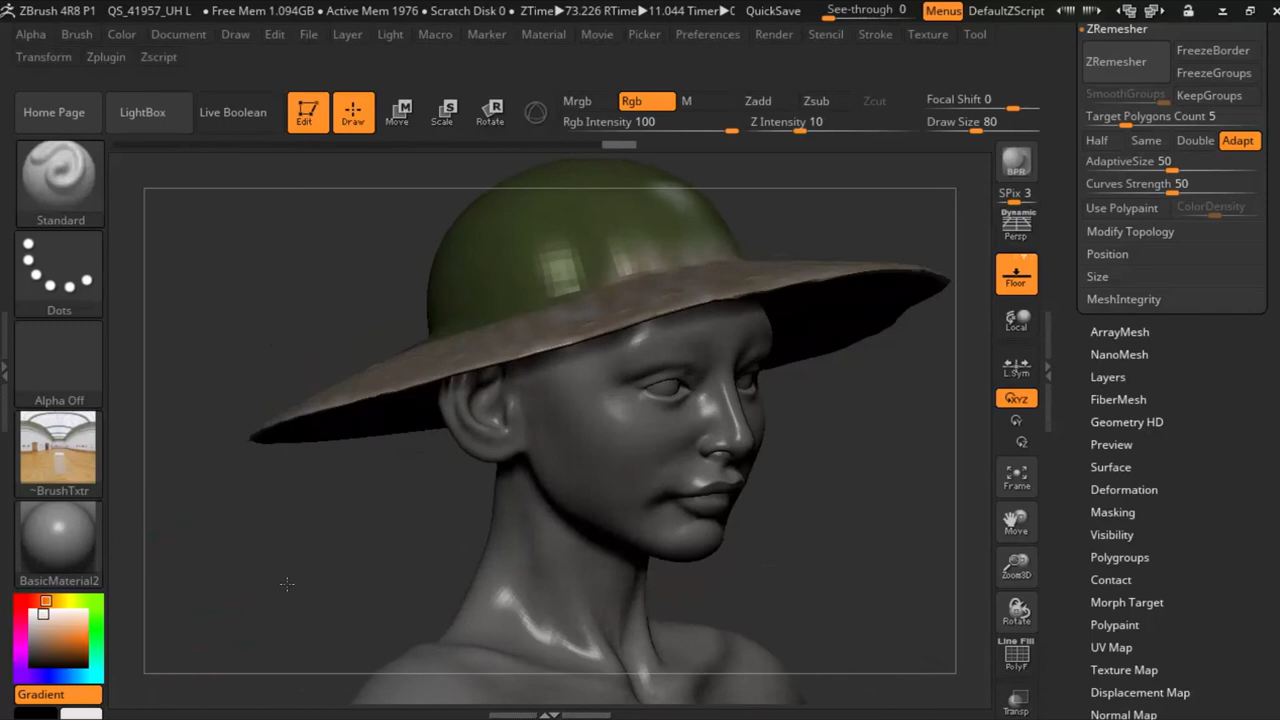 ZBrush 4R8 P1 QS_41957_UH L • Free Mem 1.094GB • Active Mem 1976 • Scratch Disk 0 • ZTime▶73.226 RTime▶11.044 Timer▶0 QuickSave See-through 0 Menus DefaultZScript
Alpha Brush Color Document Draw Edit File Layer Light Macro Marker Material Movie Picker Preferences Render Stencil Stroke Texture Tool
Transform Zplugin Zscript
Home Page LightBox Live Boolean Edit Draw Move Scale Rotate
M S R
Mrgb Rgb M Zadd Zsub Zcut Focal Shift 0
Rgb Intensity 100 Z Intensity 10 Draw Size 80
Standard
Dots
Alpha Off
~BrushTxtr
BasicMaterial2
Gradient
BPR
SPix 3
Dynamic
Persp
Floor
Local
L.Sym
XYZ
Frame
Move
Zoom3D
Rotate
Line Fill
PolyF
Transp
ZRemesher
ZRemesher FreezeBorder
FreezeGroups
SmoothGroups KeepGroups
Target Polygons Count 5
Half Same Double Adapt
AdaptiveSize 50
Curves Strength 50
Use Polypaint ColorDensity
Modify Topology
Position
Size
MeshIntegrity
ArrayMesh
NanoMesh
Layers
FiberMesh
Geometry HD
Preview
Surface
Deformation
Masking
Visibility
Polygroups
Contact
Morph Target
Polypaint
UV Map
Texture Map
Displacement Map
Normal Map